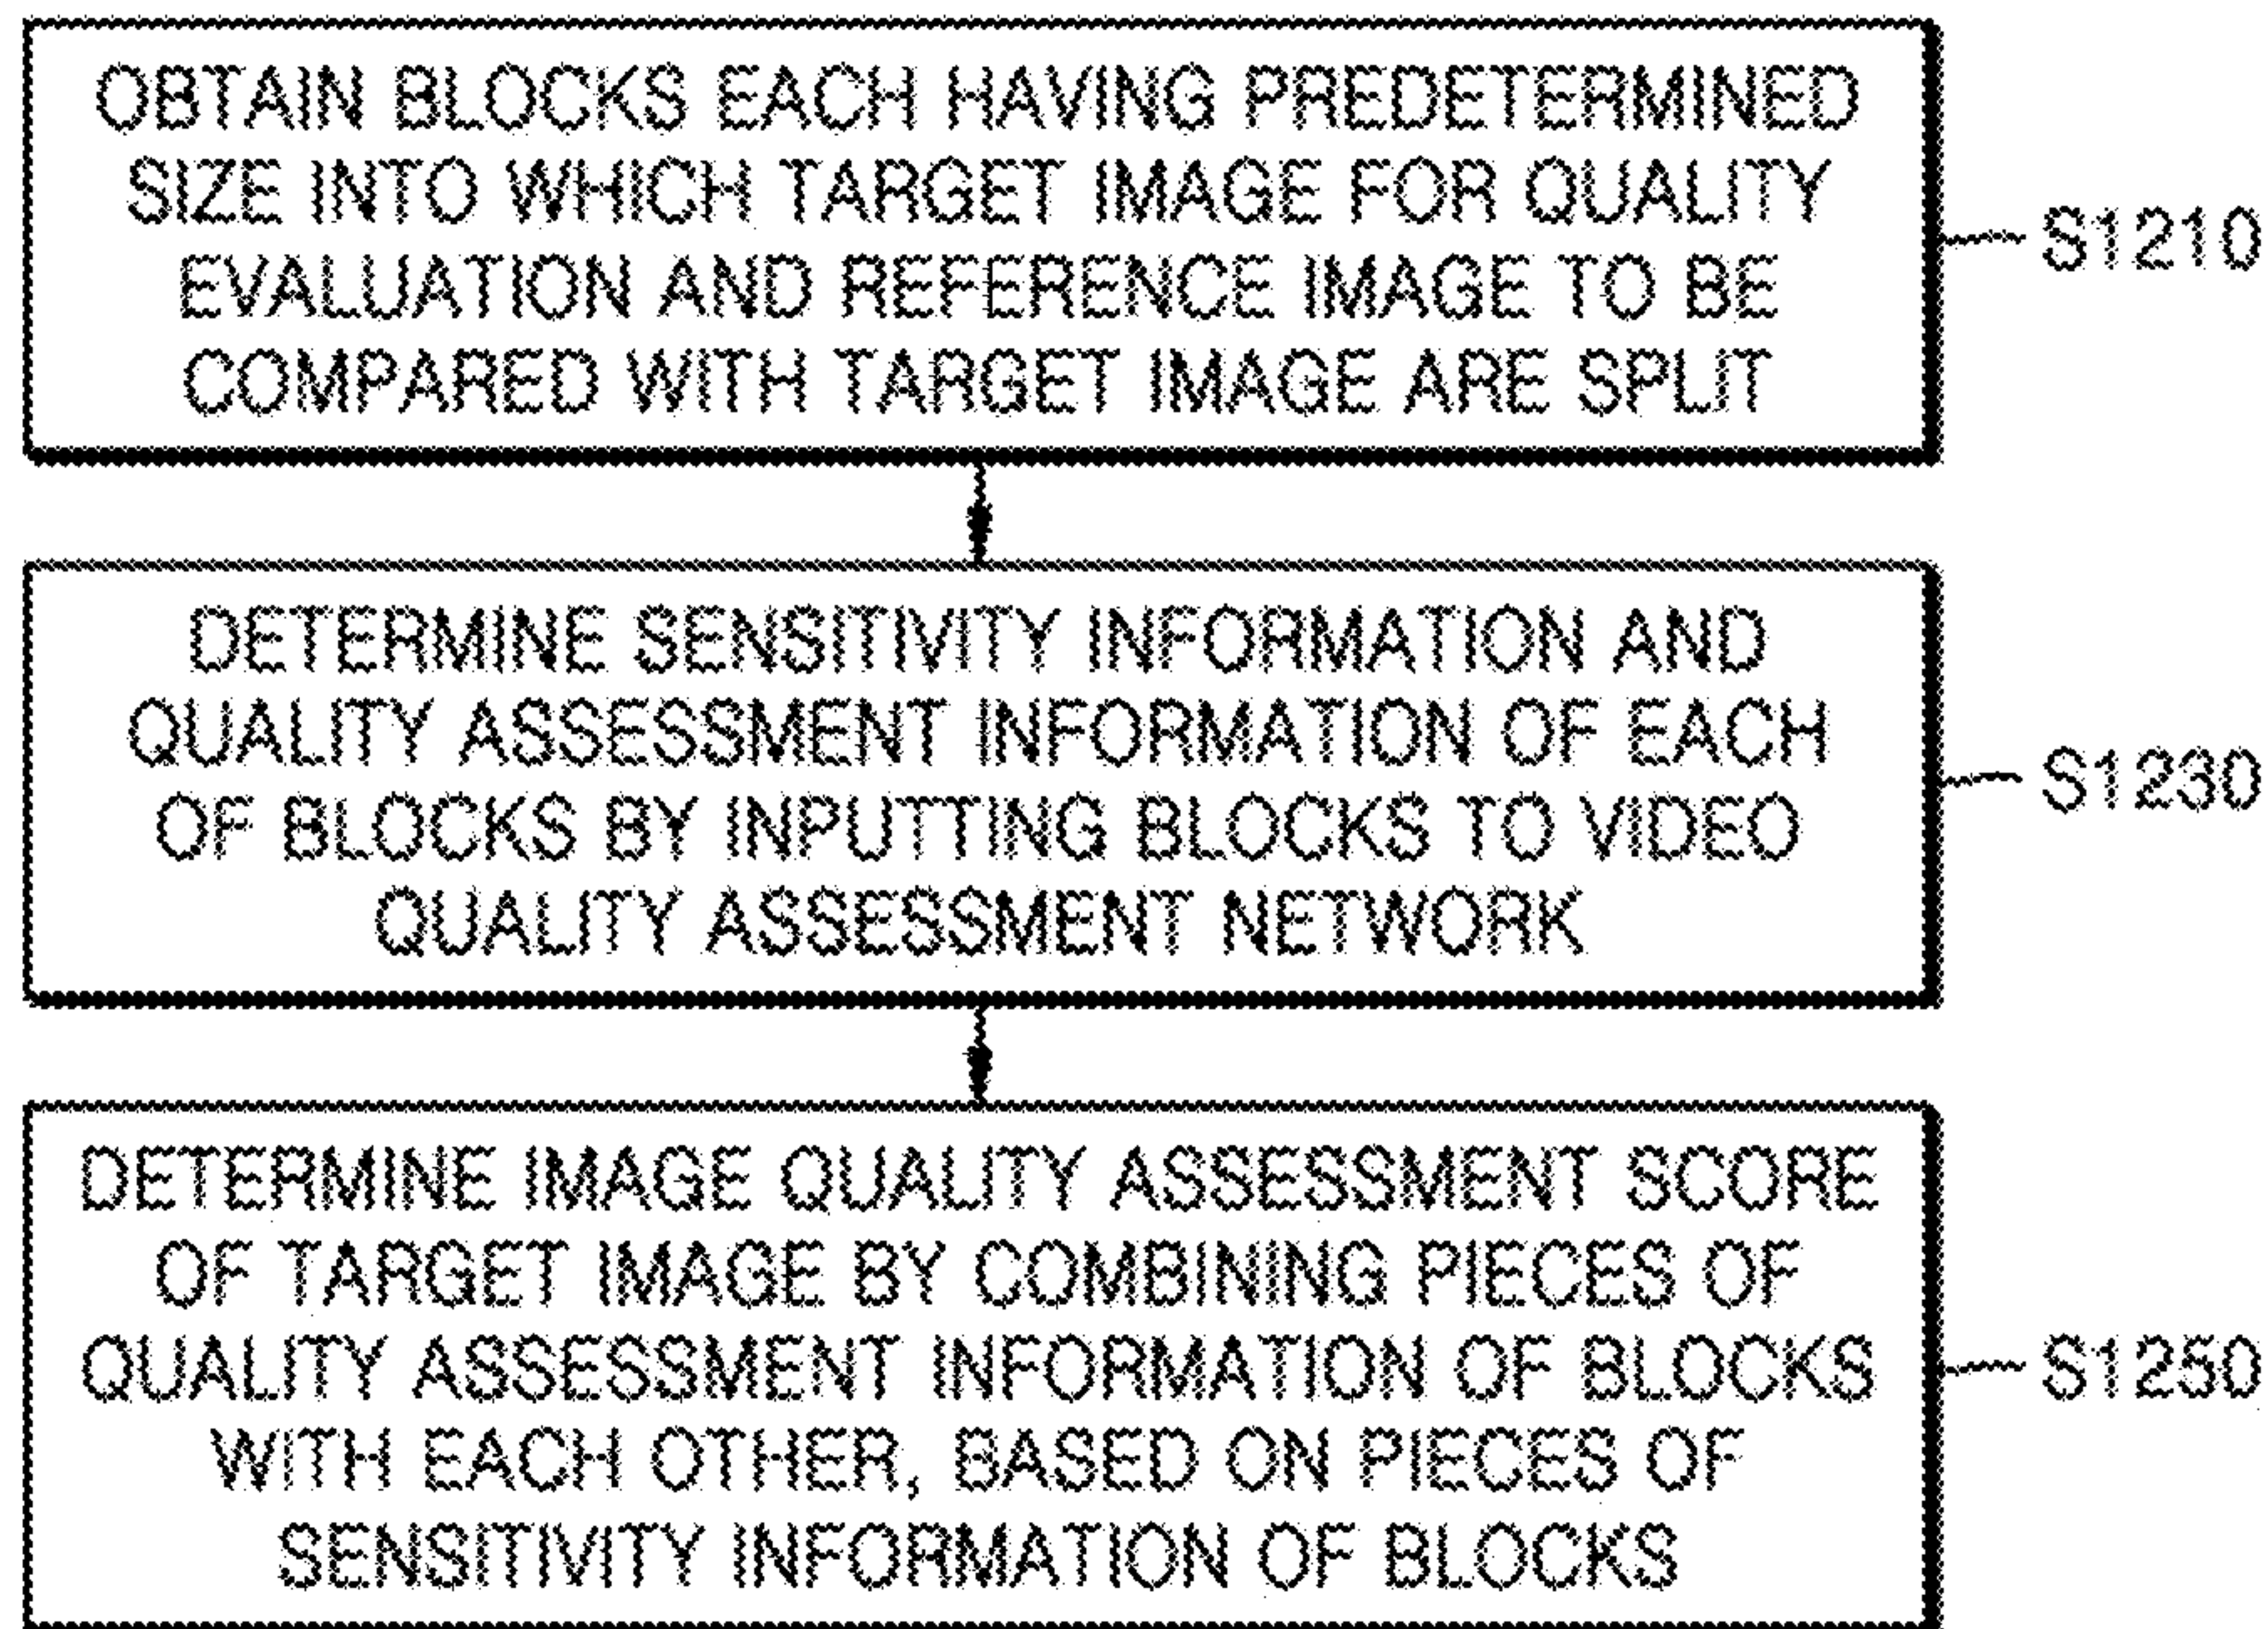 OBTAIN BLOCKS EACH HAVING PREDETERMINED
SIZE INTO WHICH TARGET IMAGE FOR QUALITY
EVALUATION AND REFERENCE IMAGE TO BE
COMPARED WITH TARGET IMAGE ARE SPLIT
S1210
DETERMINE SENSITIVITY INFORMATION AND
QUALITY ASSESSMENT INFORMATION OF EACH
OF BLOCKS BY INPUTTING BLOCKS TO VIDEO
QUALITY ASSESSMENT NETWORK
S1230
DETERMINE IMAGE QUALITY ASSESSMENT SCORE
OF TARGET IMAGE BY COMBINING PIECES OF
QUALITY ASSESSMENT INFORMATION OF BLOCKS
WITH EACH OTHER, BASED ON PIECES OF
SENSITIVITY INFORMATION OF BLOCKS
S1250